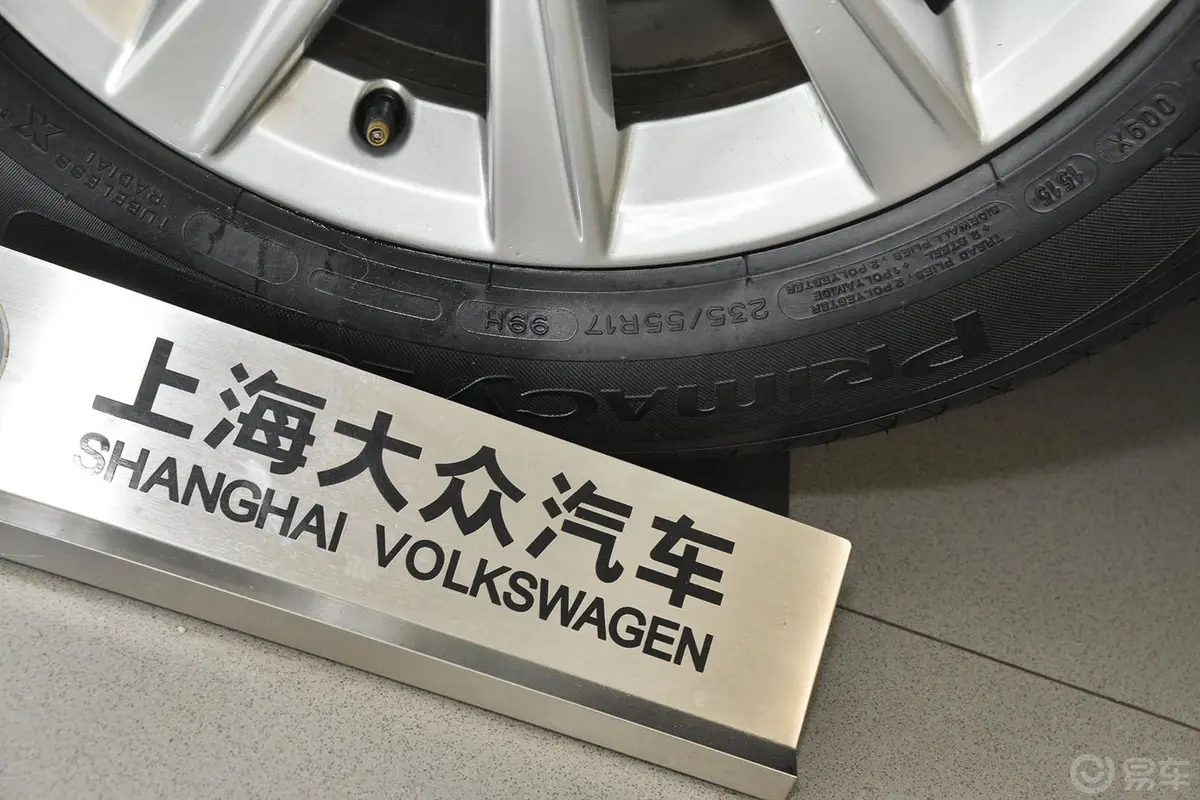 TUBELESS X
RADIAL
99H
235/55R17
TREAD PLIES : 2 POLYESTER
+ 2 STEEL + 1 POLYAMIDE
SIDEWALL PLIES : 2 POLYESTER
1515
009X
PRIMACY
上海大众汽车
SHANGHAI VOLKSWAGEN
易车